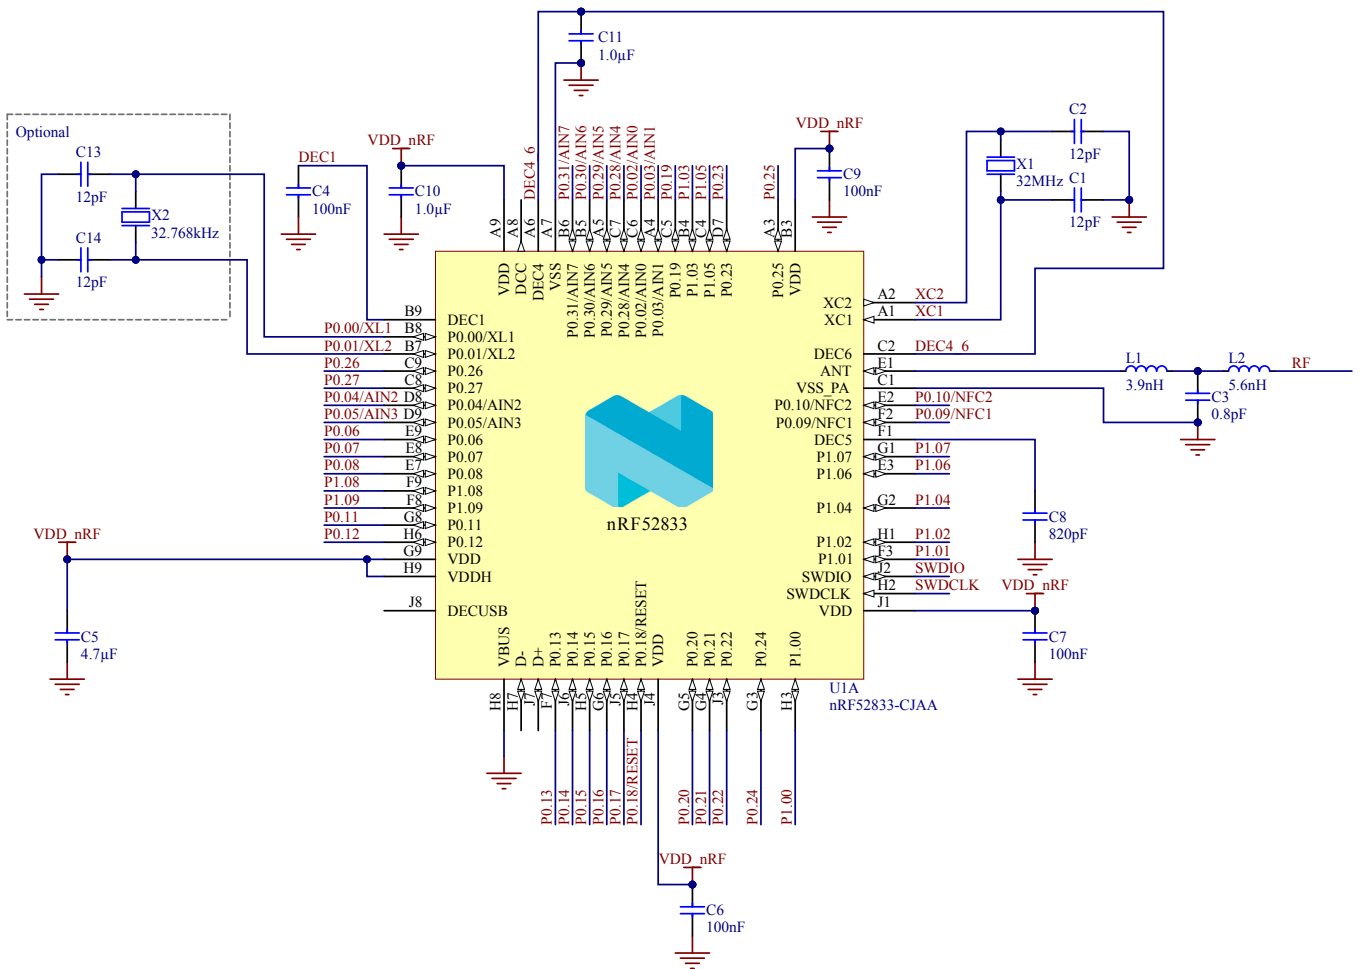 C11
1.0µF
Optional
C13
12pF
X2
32.768kHz
C14
12pF
DEC1
C4
100nF
VDD_nRF
C10
1.0µF
DEC4_6
P0.31/AIN7
P0.30/AIN6
P0.29/AIN5
P0.28/AIN4
P0.02/AIN0
P0.03/AIN1
P0.19
P1.03
P1.05
P0.23
P0.25
VDD_nRF
C9
100nF
C2
12pF
X1
32MHz
C1
12pF
A9
A8
A6
A7
B6
B5
A5
C7
C6
A4
C5
B4
C4
D7
A3
B3
VDD
DCC
DEC4
VSS
P0.31/AIN7
P0.30/AIN6
P0.29/AIN5
P0.28/AIN4
P0.02/AIN0
P0.03/AIN1
P0.19
P1.03
P1.05
P0.23
P0.25
VDD
B9 DEC1
P0.00/XL1 B8 P0.00/XL1
P0.01/XL2 B7 P0.01/XL2
P0.26 C9 P0.26
P0.27 C8 P0.27
P0.04/AIN2 D8 P0.04/AIN2
P0.05/AIN3 D9 P0.05/AIN3
P0.06 E9 P0.06
P0.07 E8 P0.07
P0.08 E7 P0.08
P1.08 F9 P1.08
P1.09 F8 P1.09
P0.11 G8 P0.11
P0.12 H6 P0.12
G9 VDD
H9 VDDH
J8 DECUSB
VDD_nRF
C5
4.7µF
nRF52833
XC2 A2 XC2
XC1 A1 XC1
DEC6 C2 DEC4_6
ANT E1
VSS_PA C1
P0.10/NFC2 E2 P0.10/NFC2
P0.09/NFC1 F2 P0.09/NFC1
DEC5 F1
P1.07 G1 P1.07
P1.06 E3 P1.06
P1.04 G2 P1.04
P1.02 H1 P1.02
P1.01 F3 P1.01
SWDIO J2 SWDIO
SWDCLK H2 SWDCLK
VDD J1
L1
3.9nH
L2
5.6nH
RF
C3
0.8pF
C8
820pF
VDD_nRF
C7
100nF
VBUS
D-
D+
P0.13
P0.14
P0.15
P0.16
P0.17
P0.18/RESET
VDD
P0.20
P0.21
P0.22
P0.24
P1.00
U1A
nRF52833-CJAA
H8
H7
J7
F7
J6
H5
G6
J5
H4
J4
G5
G4
J3
G3
H3
P0.13
P0.14
P0.15
P0.16
P0.17
P0.18/RESET
P0.20
P0.21
P0.22
P0.24
P1.00
VDD_nRF
C6
100nF